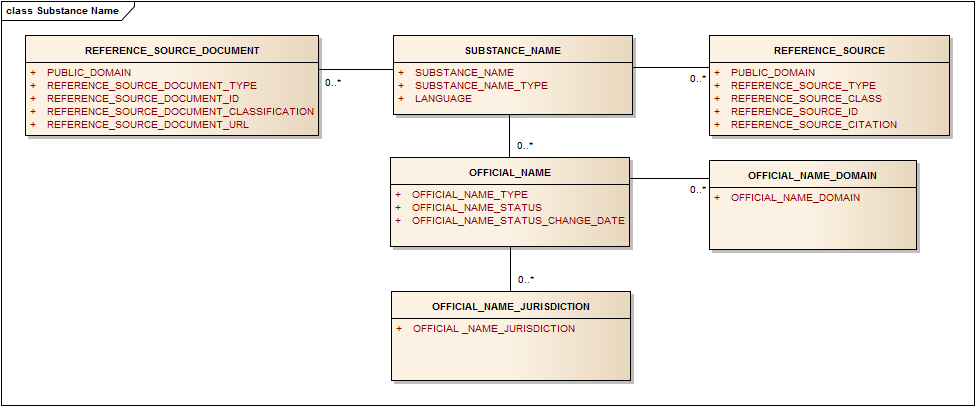 class Substance Name
REFERENCE_SOURCE_DOCUMENT
+ PUBLIC_DOMAIN
+ REFERENCE_SOURCE_DOCUMENT_TYPE
+ REFERENCE_SOURCE_DOCUMENT_ID
+ REFERENCE_SOURCE_DOCUMENT_CLASSIFICATION
+ REFERENCE_SOURCE_DOCUMENT_URL
0..*
SUBSTANCE_NAME
+ SUBSTANCE_NAME
+ SUBSTANCE_NAME_TYPE
+ LANGUAGE
0..*
REFERENCE_SOURCE
+ PUBLIC_DOMAIN
+ REFERENCE_SOURCE_TYPE
+ REFERENCE_SOURCE_CLASS
+ REFERENCE_SOURCE_ID
+ REFERENCE_SOURCE_CITATION
0..*
OFFICIAL_NAME
+ OFFICIAL_NAME_TYPE
+ OFFICIAL_NAME_STATUS
+ OFFICIAL_NAME_STATUS_CHANGE_DATE
0..*
OFFICIAL_NAME_DOMAIN
+ OFFICIAL_NAME_DOMAIN
0..*
OFFICIAL_NAME_JURISDICTION
+ OFFICIAL _NAME_JURISDICTION